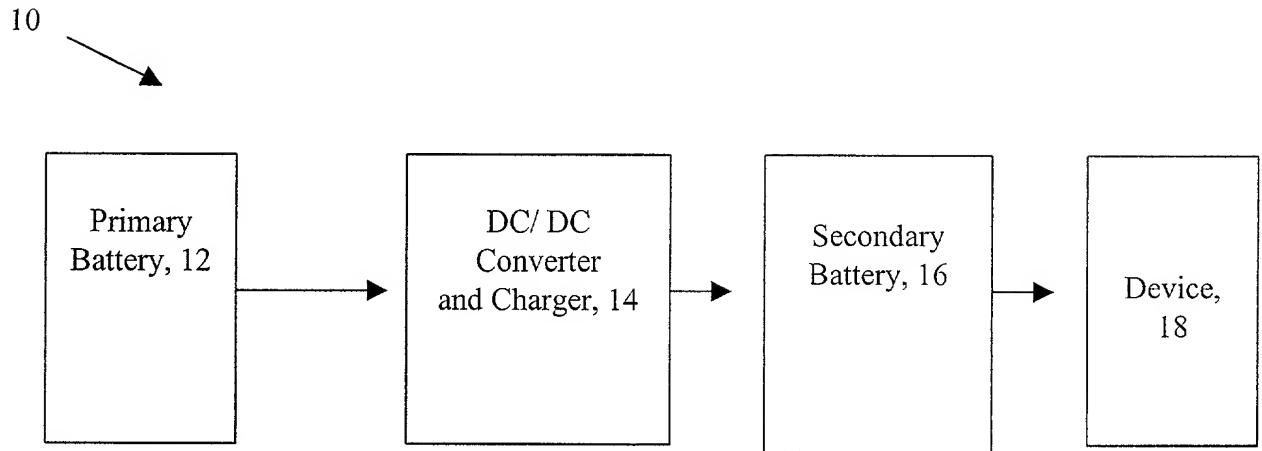 10
Primary
Battery, 12
DC/ DC
Converter
and Charger, 14
Secondary
Battery, 16
Device,
18